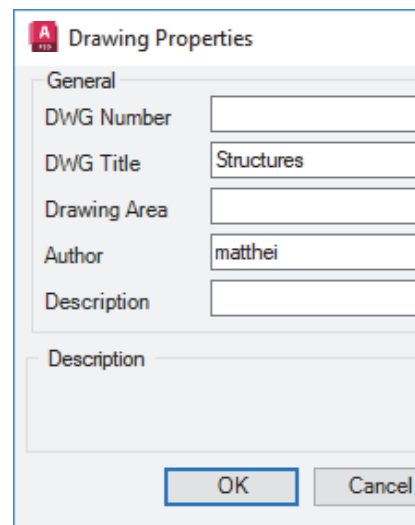 Drawing Properties
General
DWG Number
DWG Title Structures
Drawing Area
Author matthei
Description
Description
OK Cancel